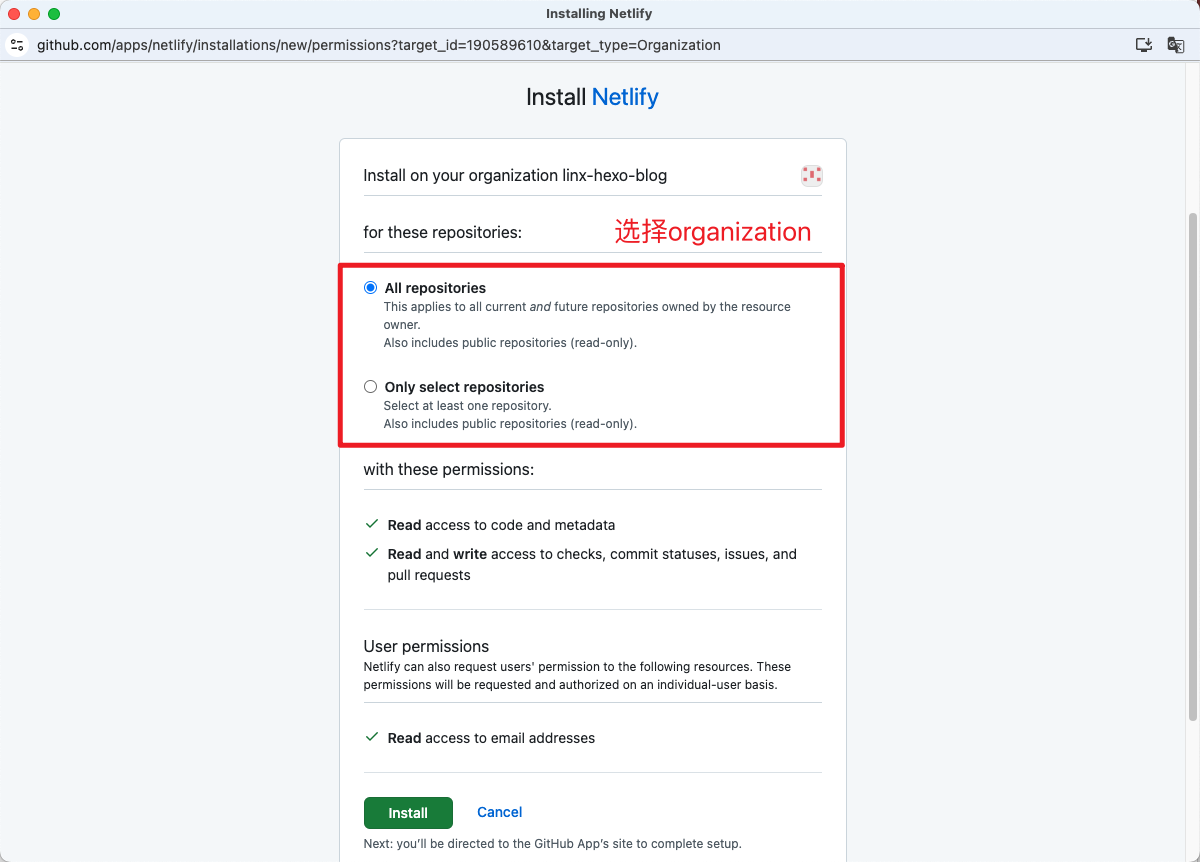 Installing Netlify
github.com/apps/netlify/installations/new/permissions?target_id=190589610&target_type=Organization
Install Netlify
Install on your organization linx-hexo-blog
for these repositories:
选择organization
All repositories
This applies to all current and future repositories owned by the resource
owner.
Also includes public repositories (read-only).
Only select repositories
Select at least one repository.
Also includes public repositories (read-only).
with these permissions:
Read access to code and metadata
Read and write access to checks, commit statuses, issues, and
pull requests
User permissions
Netlify can also request users' permission to the following resources. These
permissions will be requested and authorized on an individual-user basis.
Read access to email addresses
Install Cancel
Next: you’ll be directed to the GitHub App’s site to complete setup.